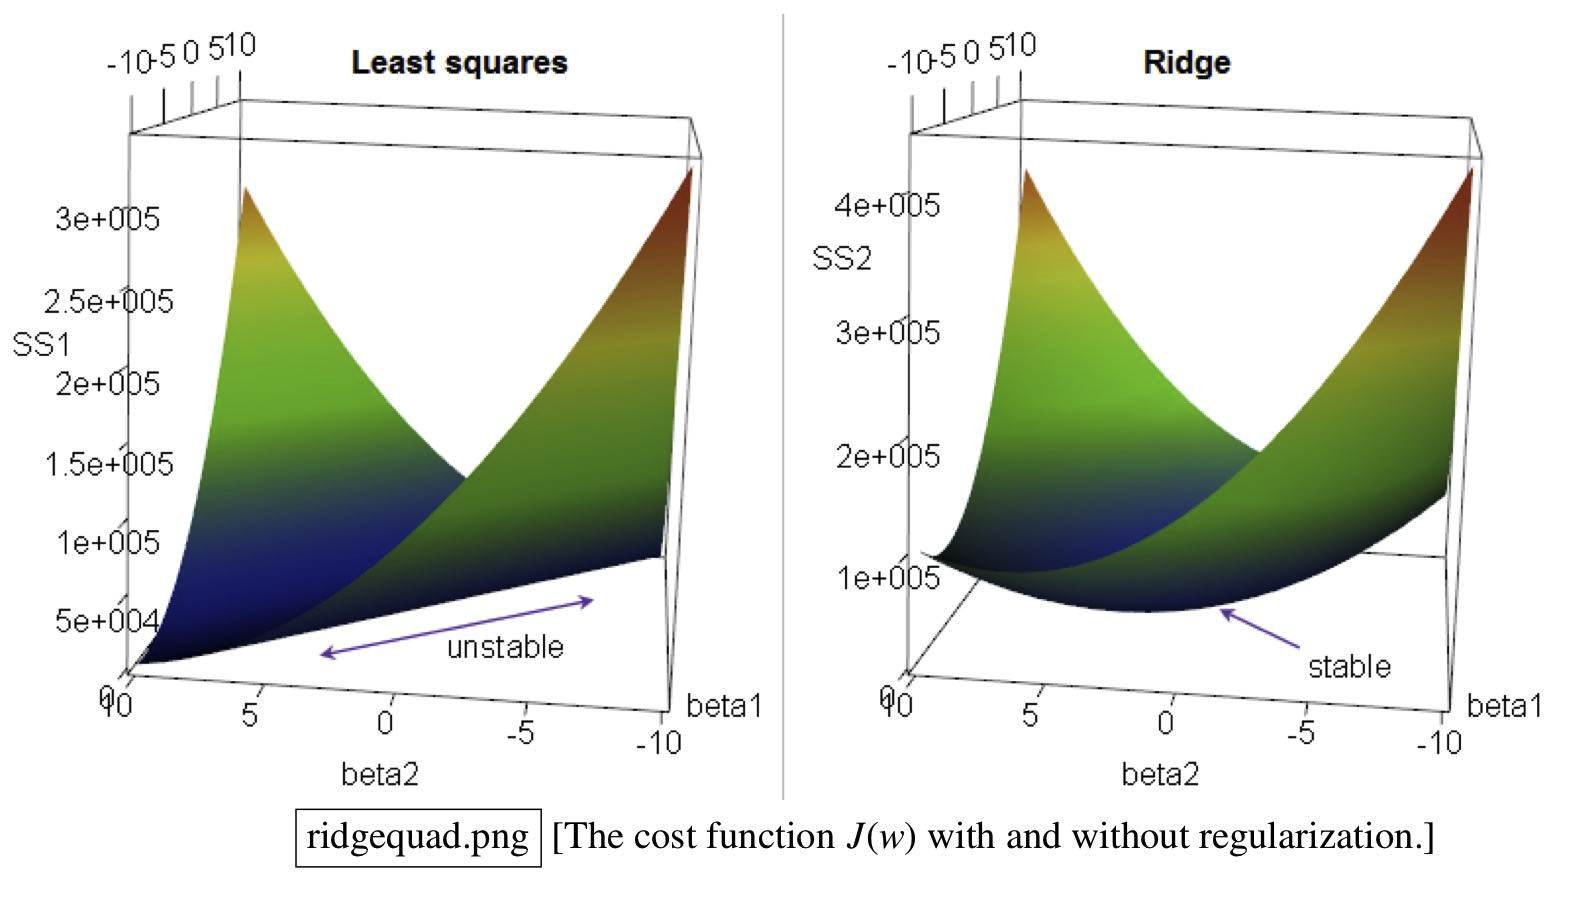 Least squares
-10 -5 0 5 10
3e+005
2.5e+005
SS1
2e+005
1.5e+005
1e+005
5e+004
0
10 5 0 -5 -10
beta1
beta2
unstable
Ridge
-10 -5 0 5 10
4e+005
SS2
3e+005
2e+005
1e+005
0
10 5 0 -5 -10
beta1
beta2
stable
ridgequad.png [The cost function J(w) with and without regularization.]